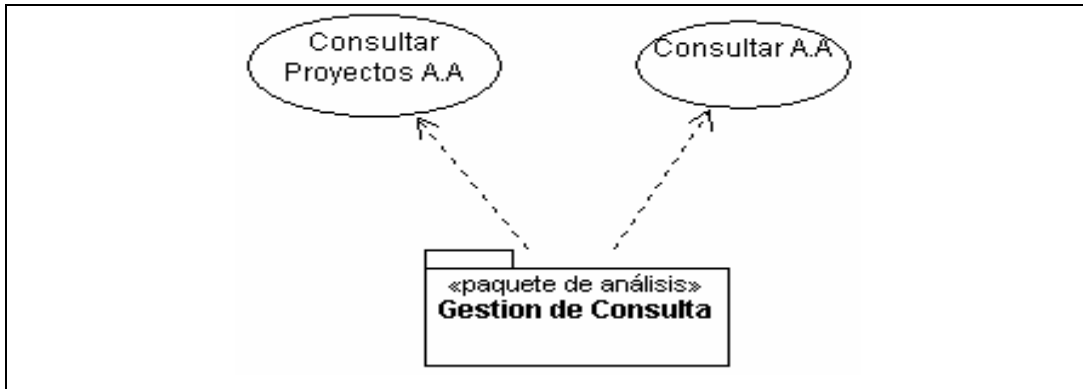 Consultar
Proyectos A.A
Consultar A.A
«paquete de análisis»
Gestion de Consulta